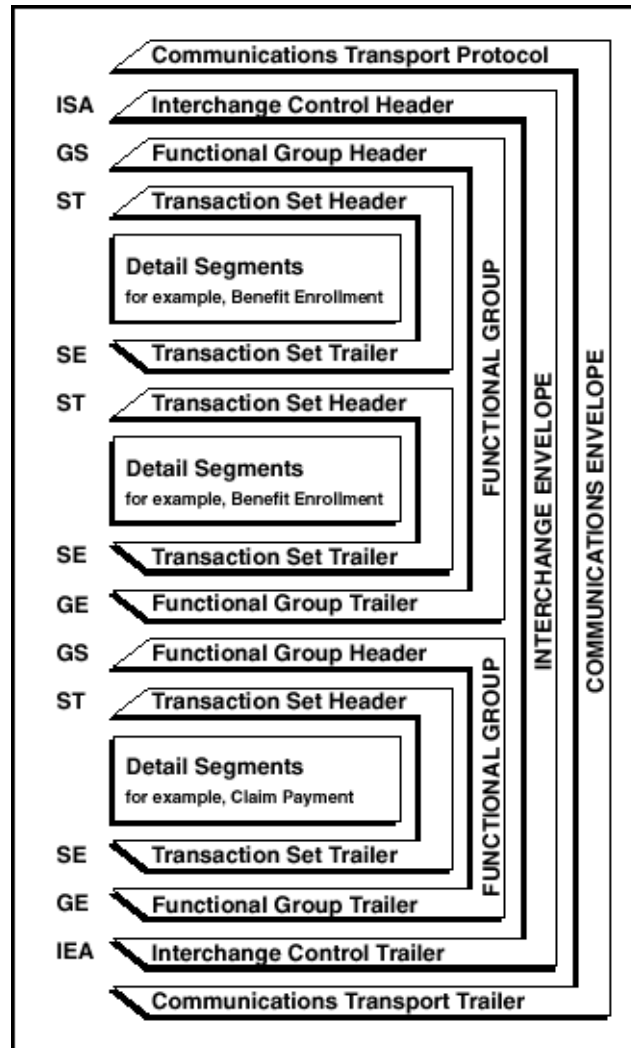 Communications Transport Protocol
ISA Interchange Control Header
GS Functional Group Header
ST Transaction Set Header
Detail Segments
for example, Benefit Enrollment
SE Transaction Set Trailer
ST Transaction Set Header
Detail Segments
for example, Benefit Enrollment
SE Transaction Set Trailer
GE Functional Group Trailer
FUNCTIONAL GROUP
GS Functional Group Header
ST Transaction Set Header
Detail Segments
for example, Claim Payment
SE Transaction Set Trailer
GE Functional Group Trailer
FUNCTIONAL GROUP
IEA Interchange Control Trailer
INTERCHANGE ENVELOPE
Communications Transport Trailer
COMMUNICATIONS ENVELOPE